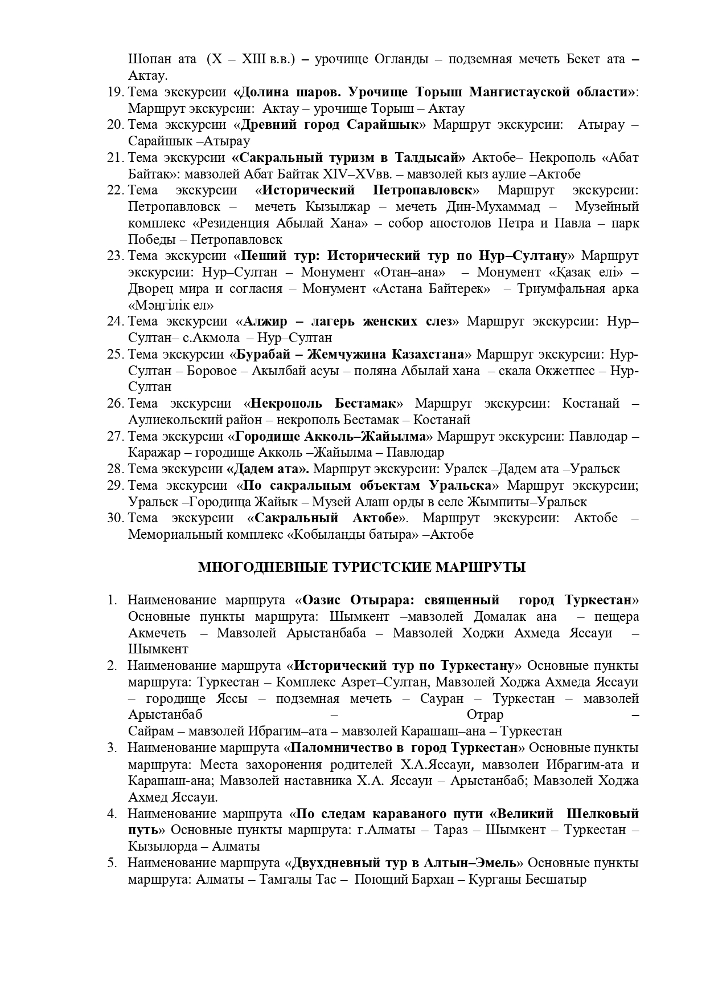 Шопан ата (X – XIII в.в.) – урочище Огланды – подземная мечеть Бекет ата –
Актау.
19. Тема экскурсии «Долина шаров. Урочище Торыш Мангистауской области»:
Маршрут экскурсии: Актау – урочище Торыш – Актау
20. Тема экскурсии «Древний город Сарайшык» Маршрут экскурсии: Атырау –
Сарайшык –Атырау
21. Тема экскурсии «Сакральный туризм в Талдысай» Актобе– Некрополь «Абат
Байтак»: мавзолей Абат Байтак XIV–XVвв. – мавзолей кыз аулие –Актобе
22. Тема экскурсии «Исторический Петропавловск» Маршрут экскурсии:
Петропавловск – мечеть Кызылжар – мечеть Дин-Мухаммад – Музейный
комплекс «Резиденция Абылай Хана» – собор апостолов Петра и Павла – парк
Победы – Петропавловск
23. Тема экскурсии «Пеший тур: Исторический тур по Нур–Султану» Маршрут
экскурсии: Нур–Султан – Монумент «Отан–ана» – Монумент «Қазақ елі» –
Дворец мира и согласия – Монумент «Астана Байтерек» – Триумфальная арка
«Мәңгілік ел»
24. Тема экскурсии «Алжир – лагерь женских слез» Маршрут экскурсии: Нур–
Султан– с.Акмола – Нур–Султан
25. Тема экскурсии «Бурабай – Жемчужина Казахстана» Маршрут экскурсии: Нур-
Султан – Боровое – Акылбай асуы – поляна Абылай хана – скала Окжетпес – Нур-
Султан
26. Тема экскурсии «Некрополь Бестамак» Маршрут экскурсии: Костанай –
Аулиекольский район – некрополь Бестамак – Костанай
27. Тема экскурсии «Городище Акколь–Жайылма» Маршрут экскурсии: Павлодар –
Каражар – городище Акколь –Жайылма – Павлодар
28. Тема экскурсии «Дадем ата». Маршрут экскурсии: Уралск –Дадем ата –Уральск
29. Тема экскурсии «По сакральным объектам Уральска» Маршрут экскурсии;
Уральск –Городища Жайык – Музей Алаш орды в селе Жымпиты–Уральск
30. Тема экскурсии «Сакральный Актобе». Маршрут экскурсии: Актобе –
Мемориальный комплекс «Кобыланды батыра» –Актобе
МНОГОДНЕВНЫЕ ТУРИСТСКИЕ МАРШРУТЫ
1. Наименование маршрута «Оазис Отырара: священный город Туркестан»
Основные пункты маршрута: Шымкент –мавзолей Домалак ана – пещера
Акмечеть – Мавзолей Арыстанбаба – Мавзолей Ходжи Ахмеда Яссауи –
Шымкент
2. Наименование маршрута «Исторический тур по Туркестану» Основные пункты
маршрута: Туркестан – Комплекс Азрет–Султан, Мавзолей Ходжа Ахмеда Яссауи
– городище Яссы – подземная мечеть – Сауран – Туркестан – мавзолей
Арыстанбаб – Отрар –
Сайрам – мавзолей Ибрагим–ата – мавзолей Карашаш–ана – Туркестан
3. Наименование маршрута «Паломничество в город Туркестан» Основные пункты
маршрута: Места захоронения родителей Х.А.Яссауи, мавзолеи Ибрагим-ата и
Карашаш-ана; Мавзолей наставника Х.А. Яссауи – Арыстанбаб; Мавзолей Ходжа
Ахмед Яссауи.
4. Наименование маршрута «По следам караваного пути «Великий Шелковый
путь» Основные пункты маршрута: г.Алматы – Тараз – Шымкент – Туркестан –
Кызылорда – Алматы
5. Наименование маршрута «Двухдневный тур в Алтын–Эмель» Основные пункты
маршрута: Алматы – Тамгалы Тас – Поющий Бархан – Курганы Бесшатыр